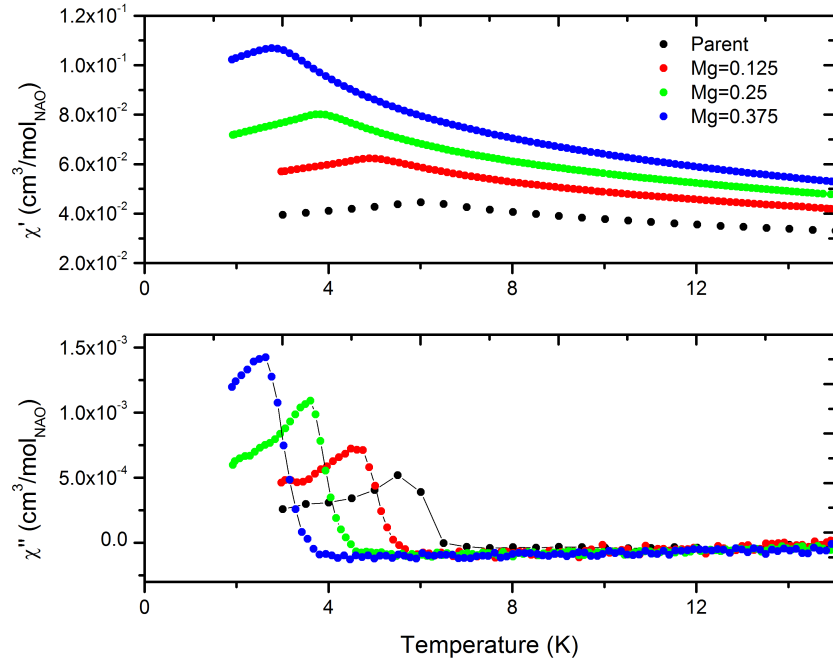 1.2x10⁻¹
1.0x10⁻¹
8.0x10⁻²
6.0x10⁻²
4.0x10⁻²
2.0x10⁻²
χ' (cm³/mol_NAO)
Parent
Mg=0.125
Mg=0.25
Mg=0.375
0 4 8 12
1.5x10⁻³
1.0x10⁻³
5.0x10⁻⁴
0.0
χ" (cm³/mol_NAO)
0 4 8 12
Temperature (K)